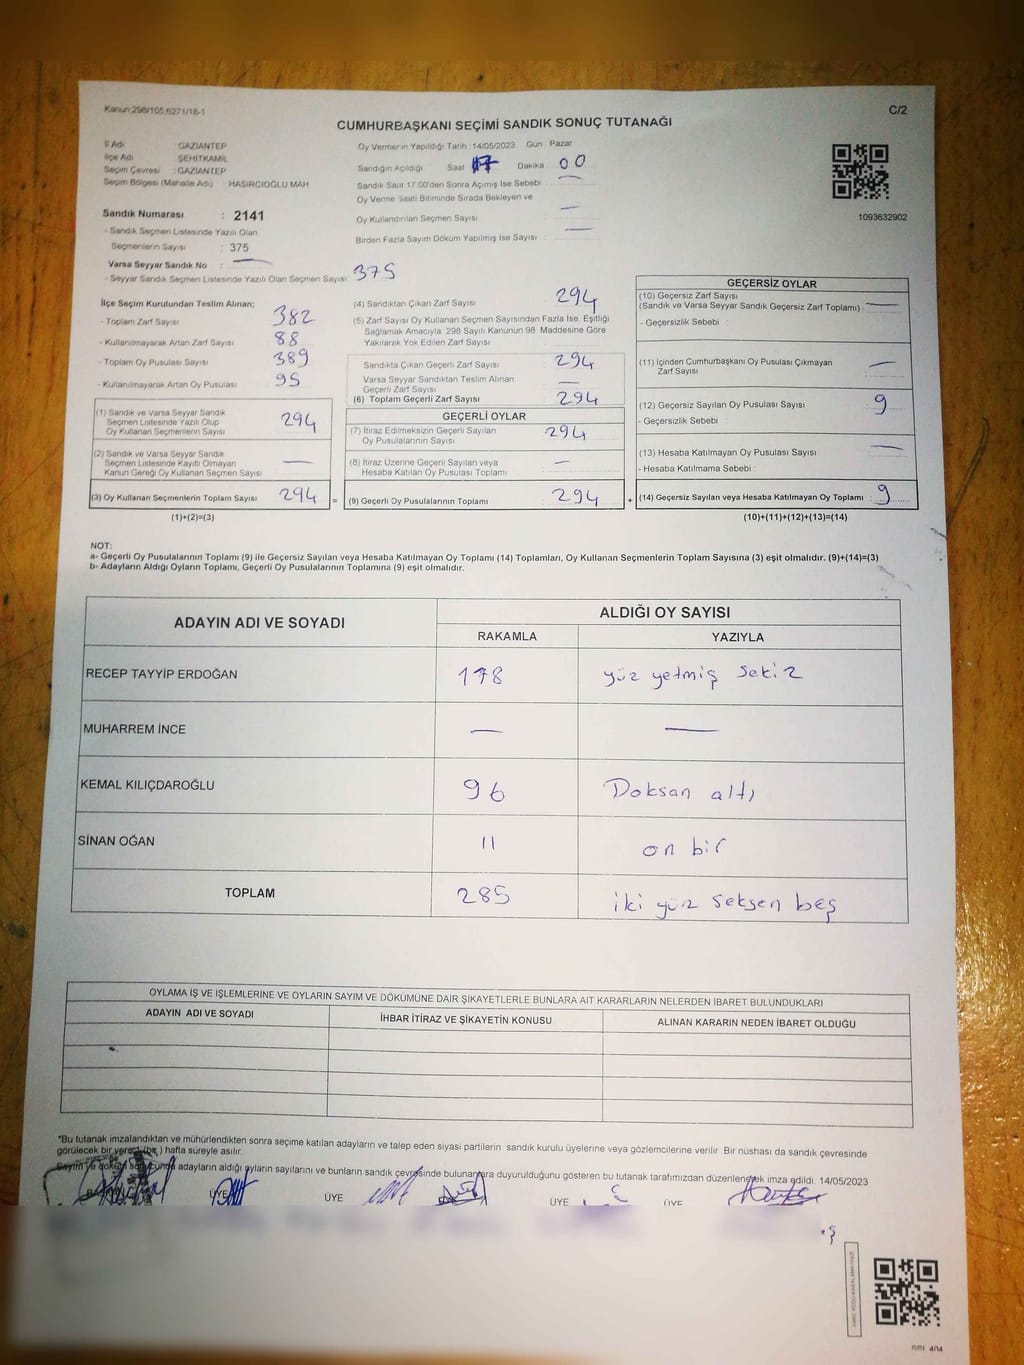 Kanun:298/105;6271/18-1
C/2
CUMHURBAŞKANI SEÇİMİ SANDIK SONUÇ TUTANAĞI
İl Adı : GAZİANTEP
İlçe Adı : ŞEHİTKAMİL
Seçim Çevresi : GAZİANTEP
Seçim Bölgesi (Mahalle Adı) : HASIRCIOĞLU MAH
Sandık Numarası : 2141
- Sandık Seçmen Listesinde Yazılı Olan
Seçmenlerin Sayısı : 375
Varsa Seyyar Sandık No : —
- Seyyar Sandık Seçmen Listesinde Yazılı Olan Seçmen Sayısı: 375
Oy Vermenin Yapıldığı Tarih 14/05/2023 Gün Pazar
Sandığın Açıldığı Saat 17 Dakika 00
Sandık Saat 17.00'den Sonra Açılmış İse Sebebi —
Oy Verme Saati Bitiminde Sırada Bekleyen ve
Oy Kullandırılan Seçmen Sayısı —
Birden Fazla Sayım Döküm Yapılmış İse Sayısı —
1093632902
İlçe Seçim Kurulundan Teslim Alınan;
- Toplam Zarf Sayısı 382
- Kullanılmayarak Artan Zarf Sayısı 88
- Toplam Oy Pusulası Sayısı 389
- Kullanılmayarak Artan Oy Pusulası 95
(1) Sandık ve Varsa Seyyar Sandık
Seçmen Listesinde Yazılı Olup
Oy Kullanan Seçmenlerin Sayısı 294
(2) Sandık ve Varsa Seyyar Sandık
Seçmen Listesinde Kayıtlı Olmayan
Kanun Gereği Oy Kullanan Seçmen Sayısı —
(3) Oy Kullanan Seçmenlerin Toplam Sayısı 294 =
(1)+(2)=(3)
(4) Sandıktan Çıkan Zarf Sayısı 294
(5) Zarf Sayısı Oy Kullanan Seçmen Sayısından Fazla İse, Eşitliği
Sağlamak Amacıyla 298 Sayılı Kanunun 98. Maddesine Göre
Yakılarak Yok Edilen Zarf Sayısı
Sandıkta Çıkan Geçerli Zarf Sayısı 294
Varsa Seyyar Sandıktan Teslim Alınan
Geçerli Zarf Sayısı —
(6) Toplam Geçerli Zarf Sayısı 294
GEÇERLİ OYLAR
(7) İtiraz Edilmeksizin Geçerli Sayılan
Oy Pusulalarının Sayısı 294
(8) İtiraz Üzerine Geçerli Sayılan veya
Hesaba Katılan Oy Pusulası Toplamı —
(9) Geçerli Oy Pusulalarının Toplamı 294 +
GEÇERSİZ OYLAR
(10) Geçersiz Zarf Sayısı
(Sandık ve Varsa Seyyar Sandık Geçersiz Zarf Toplamı) —
- Geçersizlik Sebebi :
(11) İçinden Cumhurbaşkanı Oy Pusulası Çıkmayan
Zarf Sayısı —
(12) Geçersiz Sayılan Oy Pusulası Sayısı 9
- Geçersizlik Sebebi :
(13) Hesaba Katılmayan Oy Pusulası Sayısı —
- Hesaba Katılmama Sebebi :
(14) Geçersiz Sayılan veya Hesaba Katılmayan Oy Toplamı : 9
(10)+(11)+(12)+(13)=(14)
NOT:
a- Geçerli Oy Pusulalarının Toplamı (9) ile Geçersiz Sayılan veya Hesaba Katılmayan Oy Toplamı (14) Toplamları, Oy Kullanan Seçmenlerin Toplam Sayısına (3) eşit olmalıdır. (9)+(14)=(3)
b- Adayların Aldığı Oyların Toplamı, Geçerli Oy Pusulalarının Toplamına (9) eşit olmalıdır.
ADAYIN ADI VE SOYADI
ALDIĞI OY SAYISI
RAKAMLA YAZIYLA
RECEP TAYYİP ERDOĞAN 178 yüz yetmiş sekiz
MUHARREM İNCE — —
KEMAL KILIÇDAROĞLU 96 Doksan altı
SİNAN OĞAN 11 on bir
TOPLAM 285 iki yüz seksen beş
OYLAMA İŞ VE İŞLEMLERİNE VE OYLARIN SAYIM VE DÖKÜMÜNE DAİR ŞİKAYETLERLE BUNLARA AİT KARARLARIN NELERDEN İBARET BULUNDUKLARI
ADAYIN ADI VE SOYADI İHBAR İTİRAZ VE ŞİKAYETİN KONUSU ALINAN KARARIN NEDEN İBARET OLDUĞU
*Bu tutanak imzalandıktan ve mühürlendikten sonra seçime katılan adayların ve talep eden siyasi partilerin sandık kurulu üyelerine veya gözlemcilerine verilir. Bir nüshası da sandık çevresinde
görülecek bir yere (bir) hafta süreyle asılır.
Sayım ve döküm sonucunda adayların aldığı oyların sayılarını ve bunların sandık çevresinde bulunanlara duyurulduğunu gösteren bu tutanak tarafımızdan düzenlenerek imza edildi. 14/05/2023
ÜYE ÜYE ÜYE ÜYE